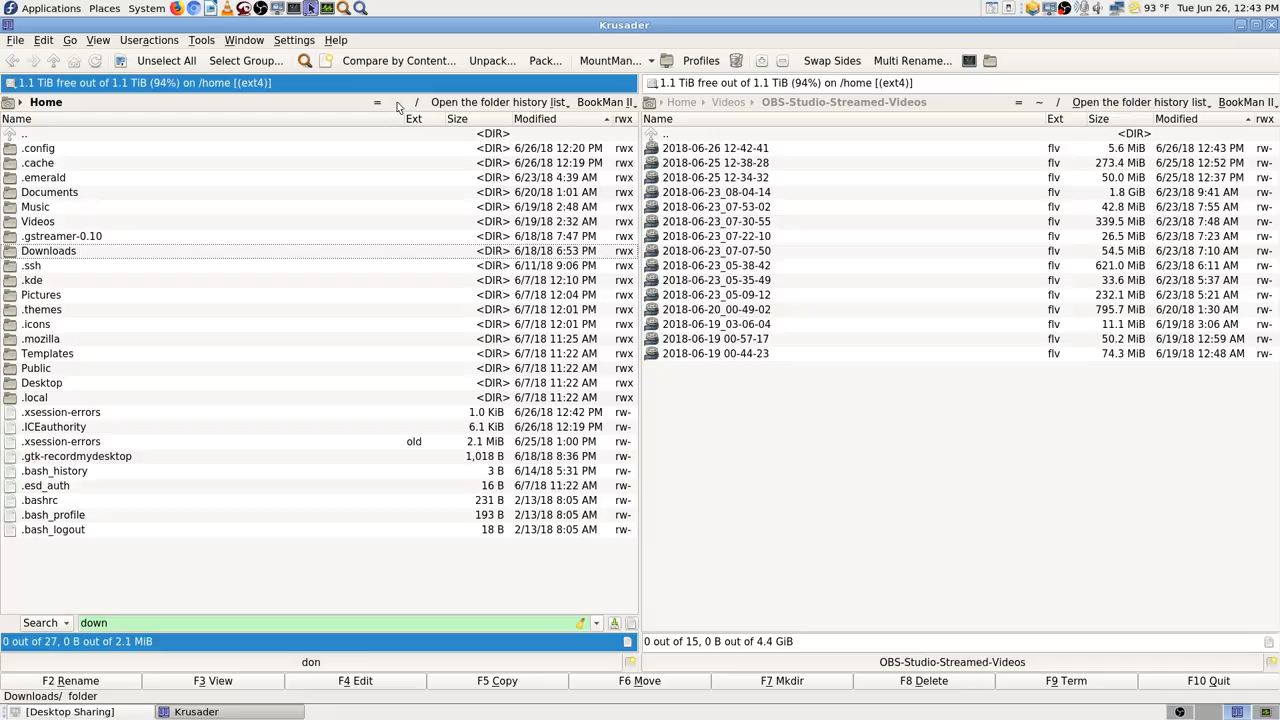 Applications Places System 93 °F Tue Jun 26, 12:43 PM
Krusader
File Edit Go View Useractions Tools Window Settings Help
Unselect All Select Group... Compare by Content... Unpack... Pack... MountMan... Profiles Swap Sides Multi Rename...
1.1 TiB free out of 1.1 TiB (94%) on /home [(ext4)]
Home = / Open the folder history list. BookMan II.
Name Ext Size Modified rwx
.. <DIR>
.config <DIR> 6/26/18 12:20 PM rwx
.cache <DIR> 6/26/18 12:19 PM rwx
.emerald <DIR> 6/23/18 4:39 AM rwx
Documents <DIR> 6/20/18 1:01 AM rwx
Music <DIR> 6/19/18 2:48 AM rwx
Videos <DIR> 6/19/18 2:32 AM rwx
.gstreamer-0.10 <DIR> 6/18/18 7:47 PM rwx
Downloads <DIR> 6/18/18 6:53 PM rwx
.ssh <DIR> 6/11/18 9:06 PM rwx
.kde <DIR> 6/7/18 12:10 PM rwx
Pictures <DIR> 6/7/18 12:04 PM rwx
.themes <DIR> 6/7/18 12:01 PM rwx
.icons <DIR> 6/7/18 12:01 PM rwx
.mozilla <DIR> 6/7/18 11:25 AM rwx
Templates <DIR> 6/7/18 11:22 AM rwx
Public <DIR> 6/7/18 11:22 AM rwx
Desktop <DIR> 6/7/18 11:22 AM rwx
.local <DIR> 6/7/18 11:22 AM rwx
.xsession-errors 1.0 KiB 6/26/18 12:42 PM rw-
.ICEauthority 6.1 KiB 6/26/18 12:19 PM rw-
.xsession-errors old 2.1 MiB 6/25/18 1:00 PM rw-
.gtk-recordmydesktop 1,018 B 6/18/18 8:36 PM rw-
.bash_history 3 B 6/14/18 5:31 PM rw-
.esd_auth 16 B 6/7/18 11:22 AM rw-
.bashrc 231 B 2/13/18 8:05 AM rw-
.bash_profile 193 B 2/13/18 8:05 AM rw-
.bash_logout 18 B 2/13/18 8:05 AM rw-
Search down
0 out of 27, 0 B out of 2.1 MiB
don
1.1 TiB free out of 1.1 TiB (94%) on /home [(ext4)]
Home Videos OBS-Studio-Streamed-Videos = ~ / Open the folder history list. BookMan II.
Name Ext Size Modified rwx
.. <DIR>
2018-06-26 12-42-41 flv 5.6 MiB 6/26/18 12:43 PM rw-
2018-06-25 12-38-28 flv 273.4 MiB 6/25/18 12:52 PM rw-
2018-06-25 12-34-32 flv 50.0 MiB 6/25/18 12:37 PM rw-
2018-06-23_08-04-14 flv 1.8 GiB 6/23/18 9:41 AM rw-
2018-06-23_07-53-02 flv 42.8 MiB 6/23/18 7:55 AM rw-
2018-06-23_07-30-55 flv 339.5 MiB 6/23/18 7:48 AM rw-
2018-06-23_07-22-10 flv 26.5 MiB 6/23/18 7:23 AM rw-
2018-06-23_07-07-50 flv 54.5 MiB 6/23/18 7:10 AM rw-
2018-06-23_05-38-42 flv 621.0 MiB 6/23/18 6:11 AM rw-
2018-06-23_05-35-49 flv 33.6 MiB 6/23/18 5:37 AM rw-
2018-06-23_05-09-12 flv 232.1 MiB 6/23/18 5:21 AM rw-
2018-06-20_00-49-02 flv 795.7 MiB 6/20/18 1:30 AM rw-
2018-06-19_03-06-04 flv 11.1 MiB 6/19/18 3:06 AM rw-
2018-06-19 00-57-17 flv 50.2 MiB 6/19/18 12:59 AM rw-
2018-06-19 00-44-23 flv 74.3 MiB 6/19/18 12:48 AM rw-
0 out of 15, 0 B out of 4.4 GiB
OBS-Studio-Streamed-Videos
F2 Rename F3 View F4 Edit F5 Copy F6 Move F7 Mkdir F8 Delete F9 Term F10 Quit
Downloads/ folder
[Desktop Sharing] Krusader